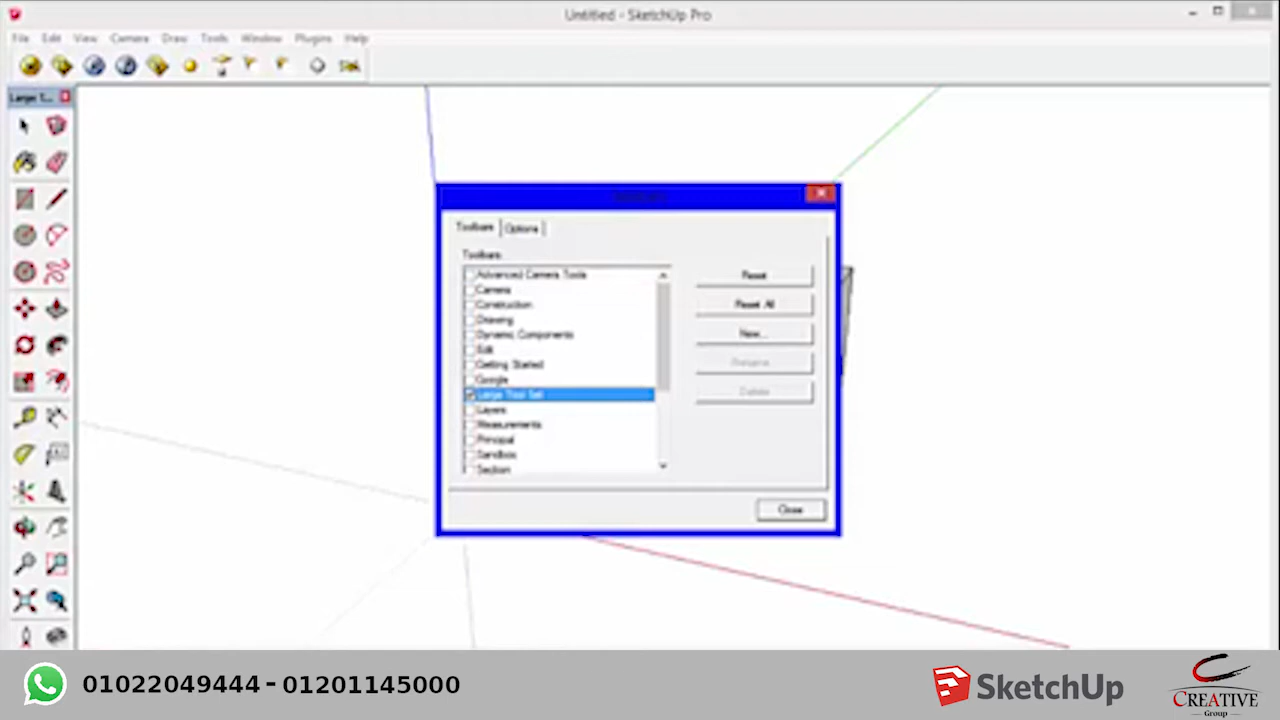 Untitled - SketchUp Pro
File Edit View Camera Draw Tools Window Plugins Help
Large T...
Toolbars Options
Toolbars
Advanced Camera Tools
Camera
Construction
Drawing
Dynamic Components
Edit
Getting Started
Google
Large Tool Set
Layers
Measurements
Principal
Sandbox
Section
Reset
Reset All
New...
Rename
Delete
Close
01022049444 - 01201145000
SketchUp
CREATIVE
Group